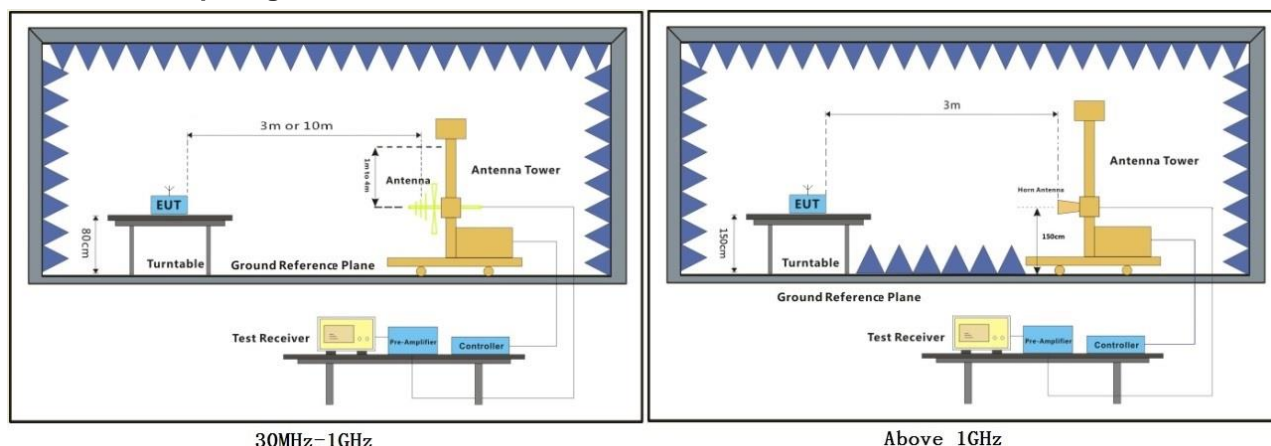 3m or 10m
1m to 4m
Antenna
Antenna Tower
EUT
80cm
Turntable
Ground Reference Plane
Test Receiver
Pre-Amplifier
Controller
30MHz-1GHz
3m
Antenna Tower
Horn Antenna
EUT
150cm
150cm
Turntable
Ground Reference Plane
Test Receiver
Pre-Amplifier
Controller
Above 1GHz